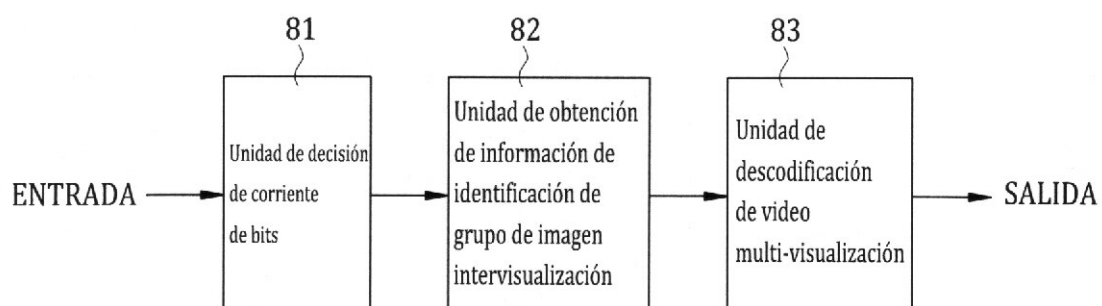 81
82
83
ENTRADA
Unidad de decisión
de corriente
de bits
Unidad de obtención
de información de
identificación de
grupo de imagen
intervisualización
Unidad de
descodificación
de video
multi-visualización
SALIDA